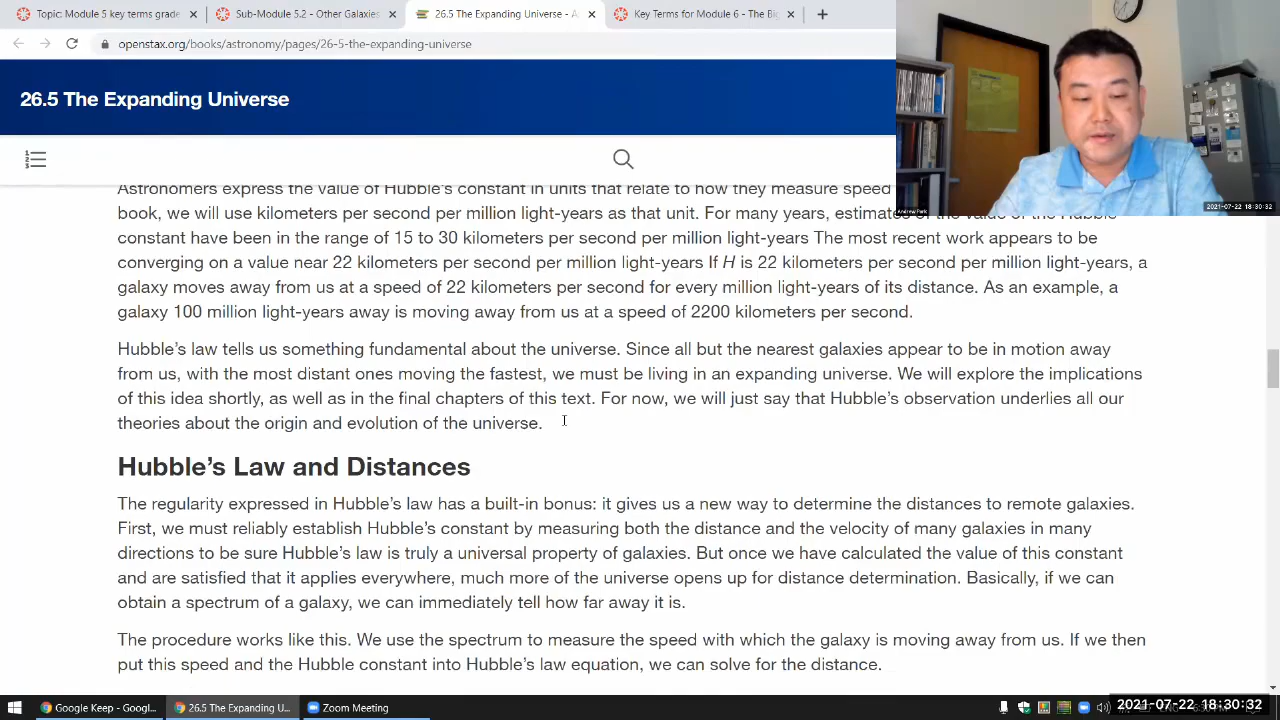 Topic: Module 5 key terms grade
Sub-Module 5.2 - Other Galaxies
26.5 The Expanding Universe - A
Key Terms for Module 6 - The Big
openstax.org/books/astronomy/pages/26-5-the-expanding-universe
26.5 The Expanding Universe
Astronomers express the value of Hubble's constant in units that relate to how they measure speed
book, we will use kilometers per second per million light-years as that unit. For many years, estimates of the value of the Hubble
constant have been in the range of 15 to 30 kilometers per second per million light-years The most recent work appears to be
converging on a value near 22 kilometers per second per million light-years If H is 22 kilometers per second per million light-years, a
galaxy moves away from us at a speed of 22 kilometers per second for every million light-years of its distance. As an example, a
galaxy 100 million light-years away is moving away from us at a speed of 2200 kilometers per second.
Hubble's law tells us something fundamental about the universe. Since all but the nearest galaxies appear to be in motion away
from us, with the most distant ones moving the fastest, we must be living in an expanding universe. We will explore the implications
of this idea shortly, as well as in the final chapters of this text. For now, we will just say that Hubble's observation underlies all our
theories about the origin and evolution of the universe.
Hubble's Law and Distances
The regularity expressed in Hubble's law has a built-in bonus: it gives us a new way to determine the distances to remote galaxies.
First, we must reliably establish Hubble's constant by measuring both the distance and the velocity of many galaxies in many
directions to be sure Hubble's law is truly a universal property of galaxies. But once we have calculated the value of this constant
and are satisfied that it applies everywhere, much more of the universe opens up for distance determination. Basically, if we can
obtain a spectrum of a galaxy, we can immediately tell how far away it is.
The procedure works like this. We use the spectrum to measure the speed with which the galaxy is moving away from us. If we then
put this speed and the Hubble constant into Hubble's law equation, we can solve for the distance.
Andrew Park
2021-07-22 18:30:32
Google Keep - Googl...
26.5 The Expanding U...
Zoom Meeting
2021-07-22 18:30:32